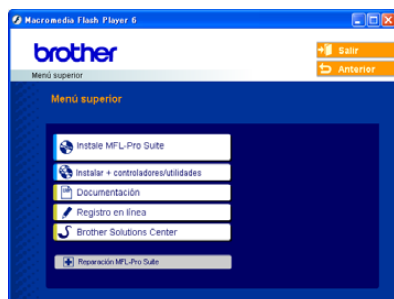 Macromedia Flash Player 6
brother
Salir
Anterior
Menú superior
Menú superior
Instale MFL-Pro Suite
Instalar + controladores/utilidades
Documentación
Registro en línea
Brother Solutions Center
Reparación MFL-Pro Suite